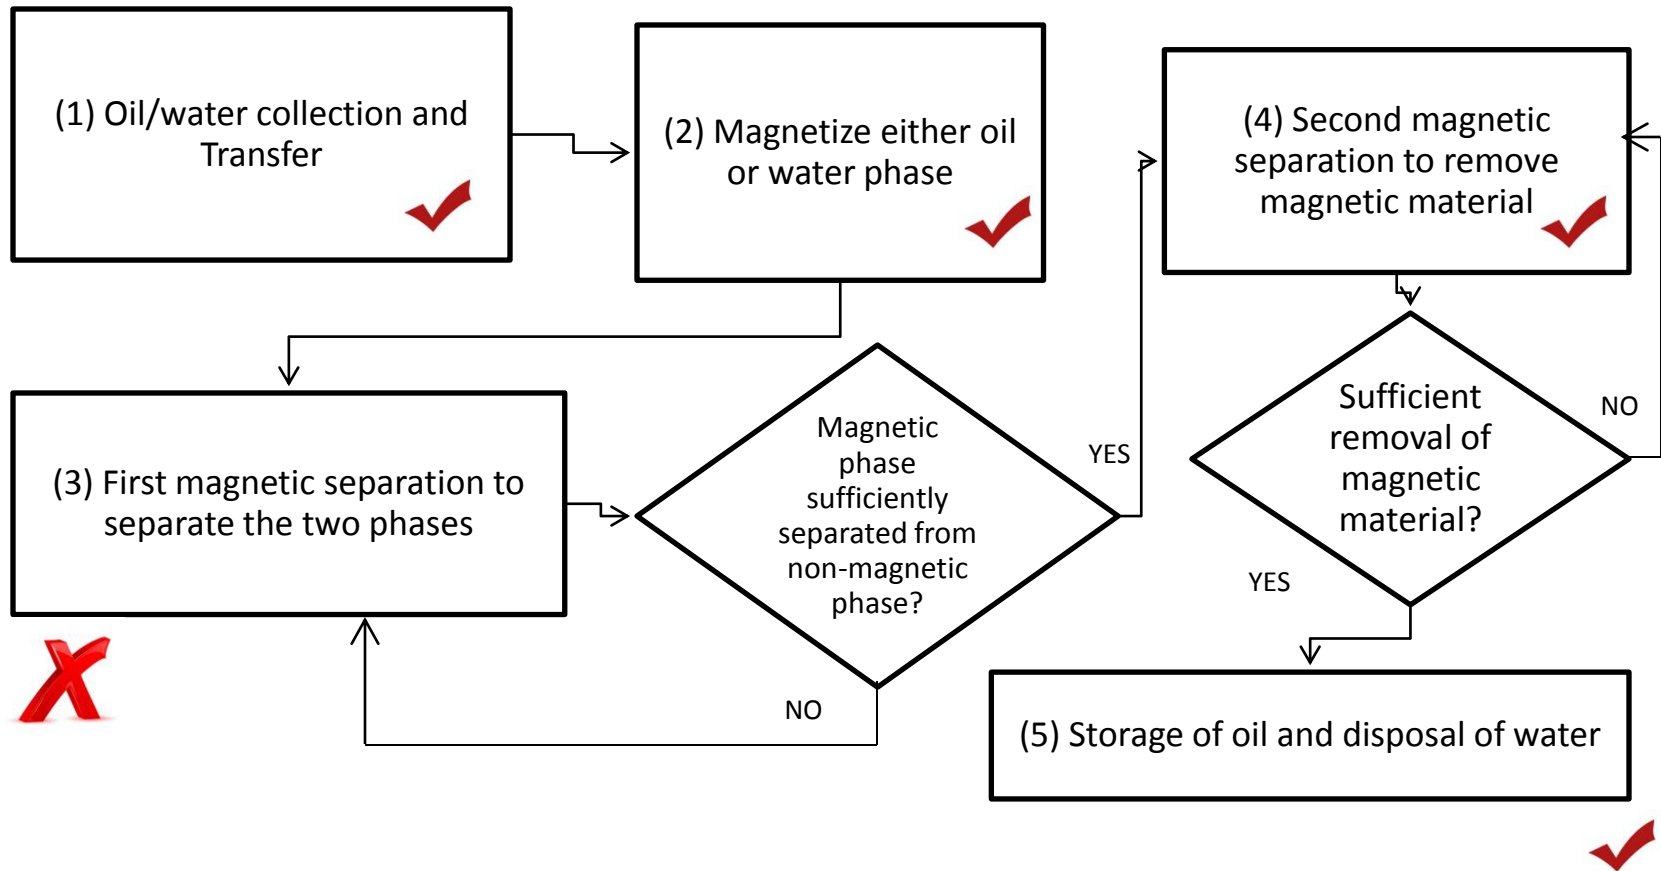 (1) Oil/water collection and
Transfer
(2) Magnetize either oil
or water phase
(4) Second magnetic
separation to remove
magnetic material
(3) First magnetic separation to
separate the two phases
Magnetic
phase
sufficiently
separated from
non-magnetic
phase?
YES
NO
Sufficient
removal of
magnetic
material?
NO
YES
(5) Storage of oil and disposal of water